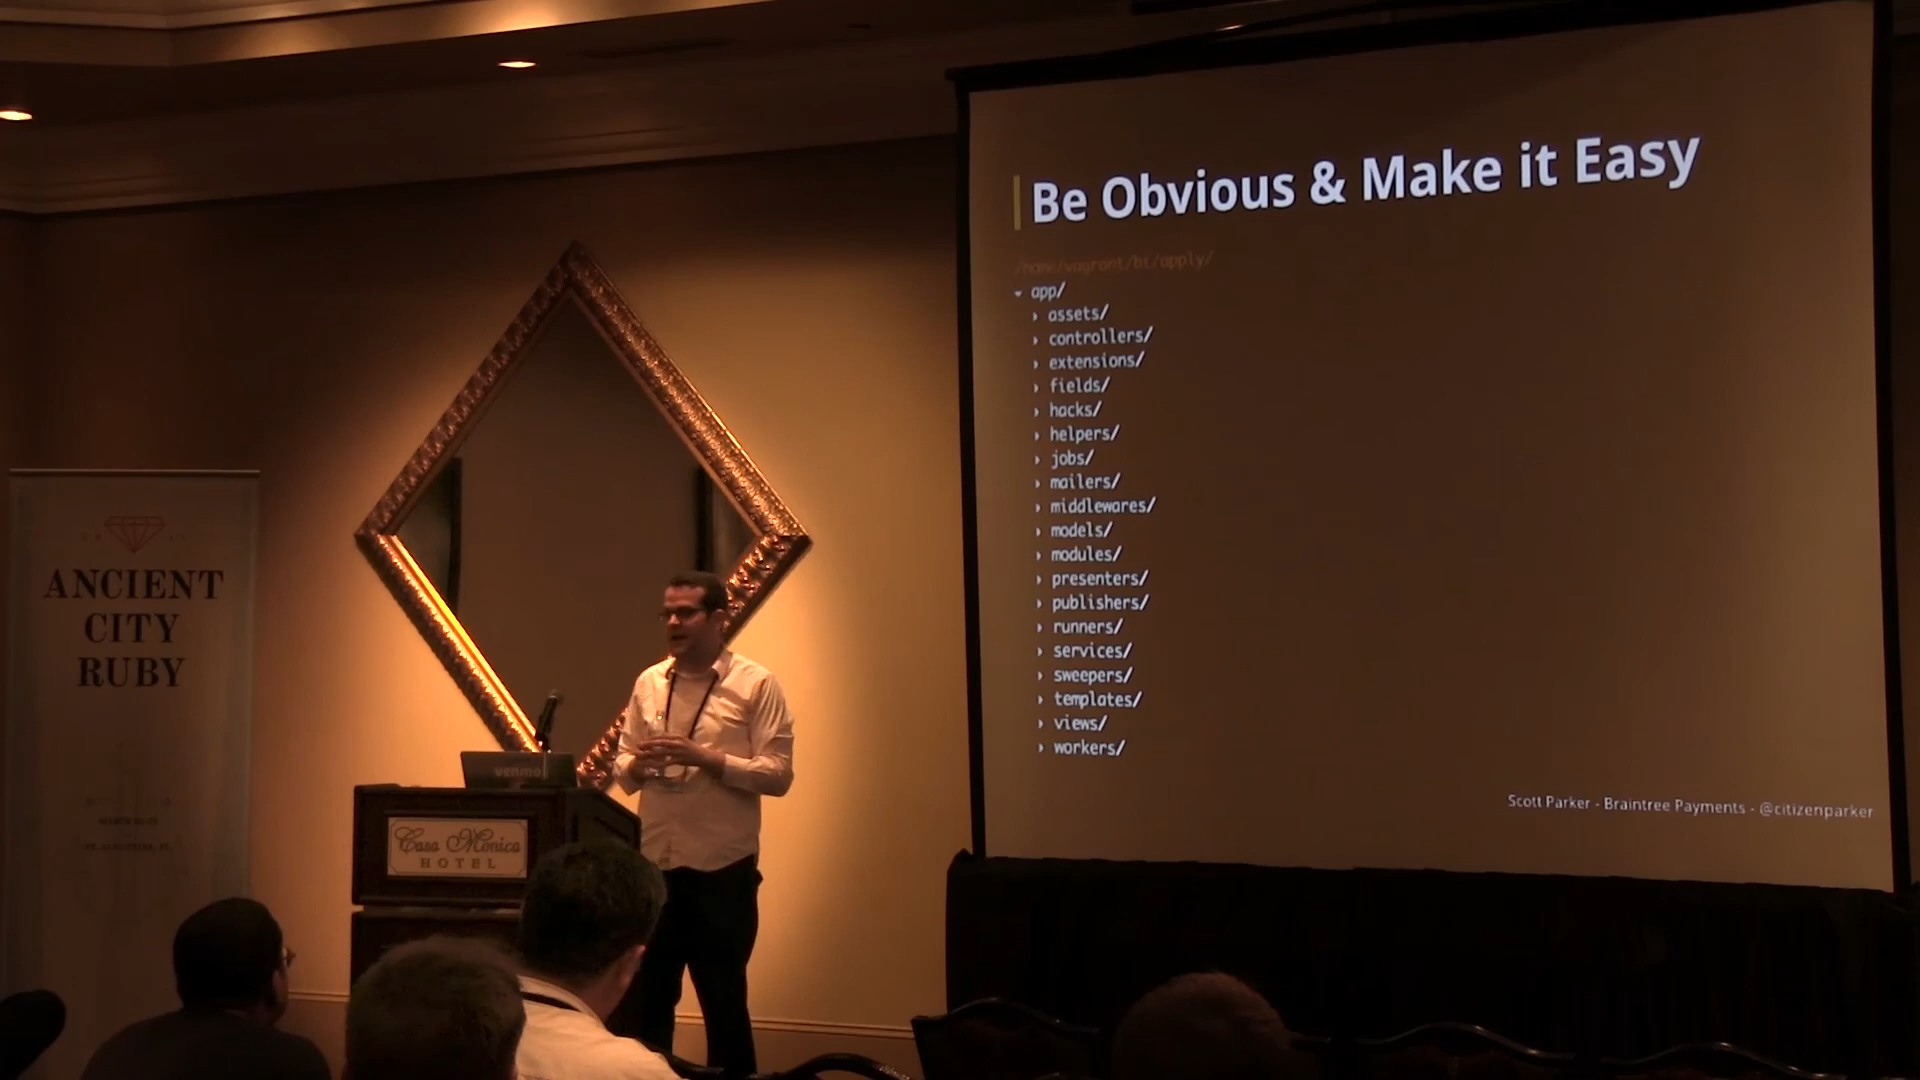 Be Obvious & Make it Easy
/home/vagrant/bt/apply/
app/
assets/
controllers/
extensions/
fields/
hacks/
helpers/
jobs/
mailers/
middlewares/
models/
modules/
presenters/
publishers/
runners/
services/
sweepers/
templates/
views/
workers/
Scott Parker - Braintree Payments - @citizenparker
ANCIENT
CITY
RUBY
venmo
Casa Monica
HOTEL